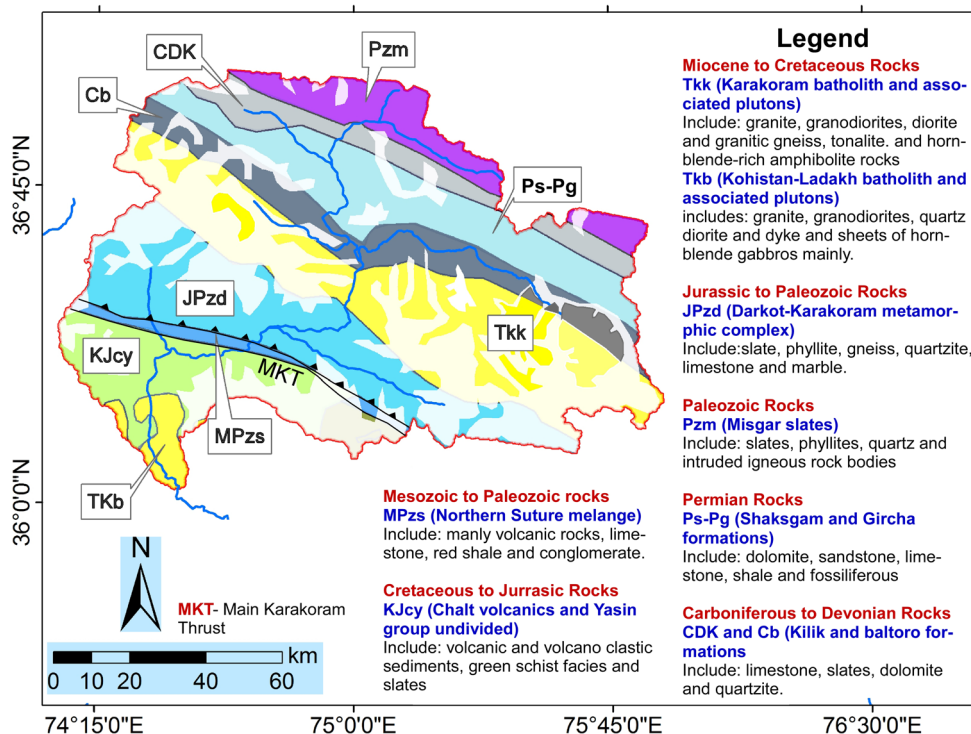 CDK
Pzm
Cb
Ps-Pg
JPzd
Tkk
KJcy
MKT
MPzs
TKb
36°45'0"N
36°0'0"N
74°15'0"E
75°0'0"E
75°45'0"E
76°30'0"E
N
MKT- Main Karakoram
Thrust
km
0 10 20 40 60
Mesozoic to Paleozoic rocks
MPzs (Northern Suture melange)
Include: manly volcanic rocks, lime-
stone, red shale and conglomerate.
Cretaceous to Jurrasic Rocks
KJcy (Chalt volcanics and Yasin
group undivided)
Include: volcanic and volcano clastic
sediments, green schist facies and
slates
Legend
Miocene to Cretaceous Rocks
Tkk (Karakoram batholith and asso-
ciated plutons)
Include: granite, granodiorites, diorite
and granitic gneiss, tonalite. and horn-
blende-rich amphibolite rocks
Tkb (Kohistan-Ladakh batholith and
associated plutons)
includes: granite, granodiorites, quartz
diorite and dyke and sheets of horn-
blende gabbros mainly.
Jurassic to Paleozoic Rocks
JPzd (Darkot-Karakoram metamor-
phic complex)
Include:slate, phyllite, gneiss, quartzite,
limestone and marble.
Paleozoic Rocks
Pzm (Misgar slates)
Include: slates, phyllites, quartz and
intruded igneous rock bodies
Permian Rocks
Ps-Pg (Shaksgam and Gircha
formations)
Include: dolomite, sandstone, lime-
stone, shale and fossiliferous
Carboniferous to Devonian Rocks
CDK and Cb (Kilik and baltoro for-
mations
Include: limestone, slates, dolomite
and quartzite.